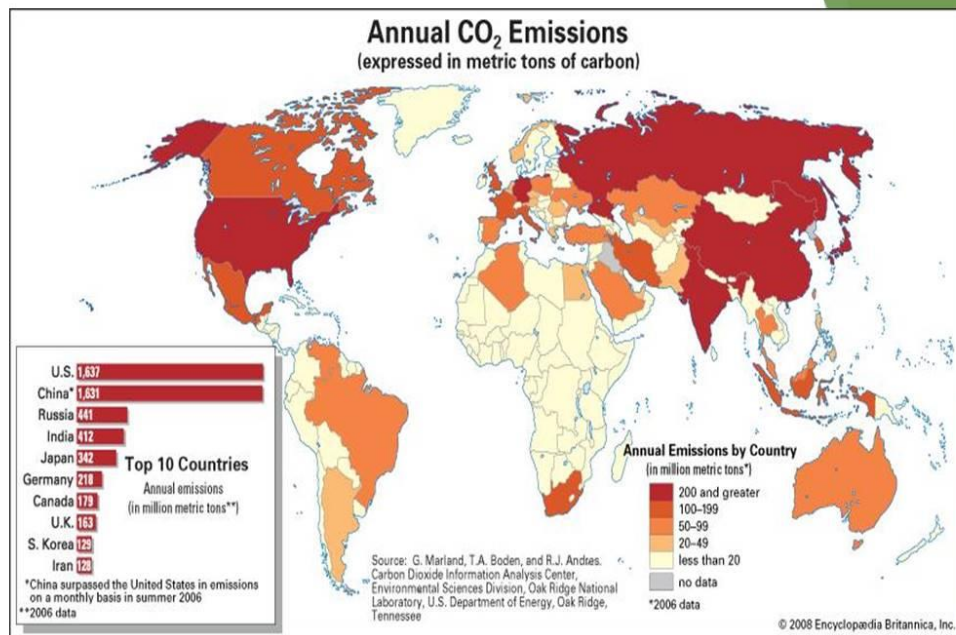 Annual CO₂ Emissions
(expressed in metric tons of carbon)
U.S. 1,637
China* 1,631
Russia 441
India 412
Japan 342
Germany 218
Canada 179
U.K. 163
S. Korea 129
Iran 128
Top 10 Countries
Annual emissions
(in million metric tons**)
*China surpassed the United States in emissions
on a monthly basis in summer 2006
**2006 data
Source: G. Marland, T.A. Boden, and R.J. Andres.
Carbon Dioxide Information Analysis Center,
Environmental Sciences Division, Oak Ridge National
Laboratory, U.S. Department of Energy, Oak Ridge,
Tennessee
Annual Emissions by Country
(in million metric tons*)
200 and greater
100–199
50–99
20–49
less than 20
no data
*2006 data
© 2008 Encyclopædia Britannica, Inc.